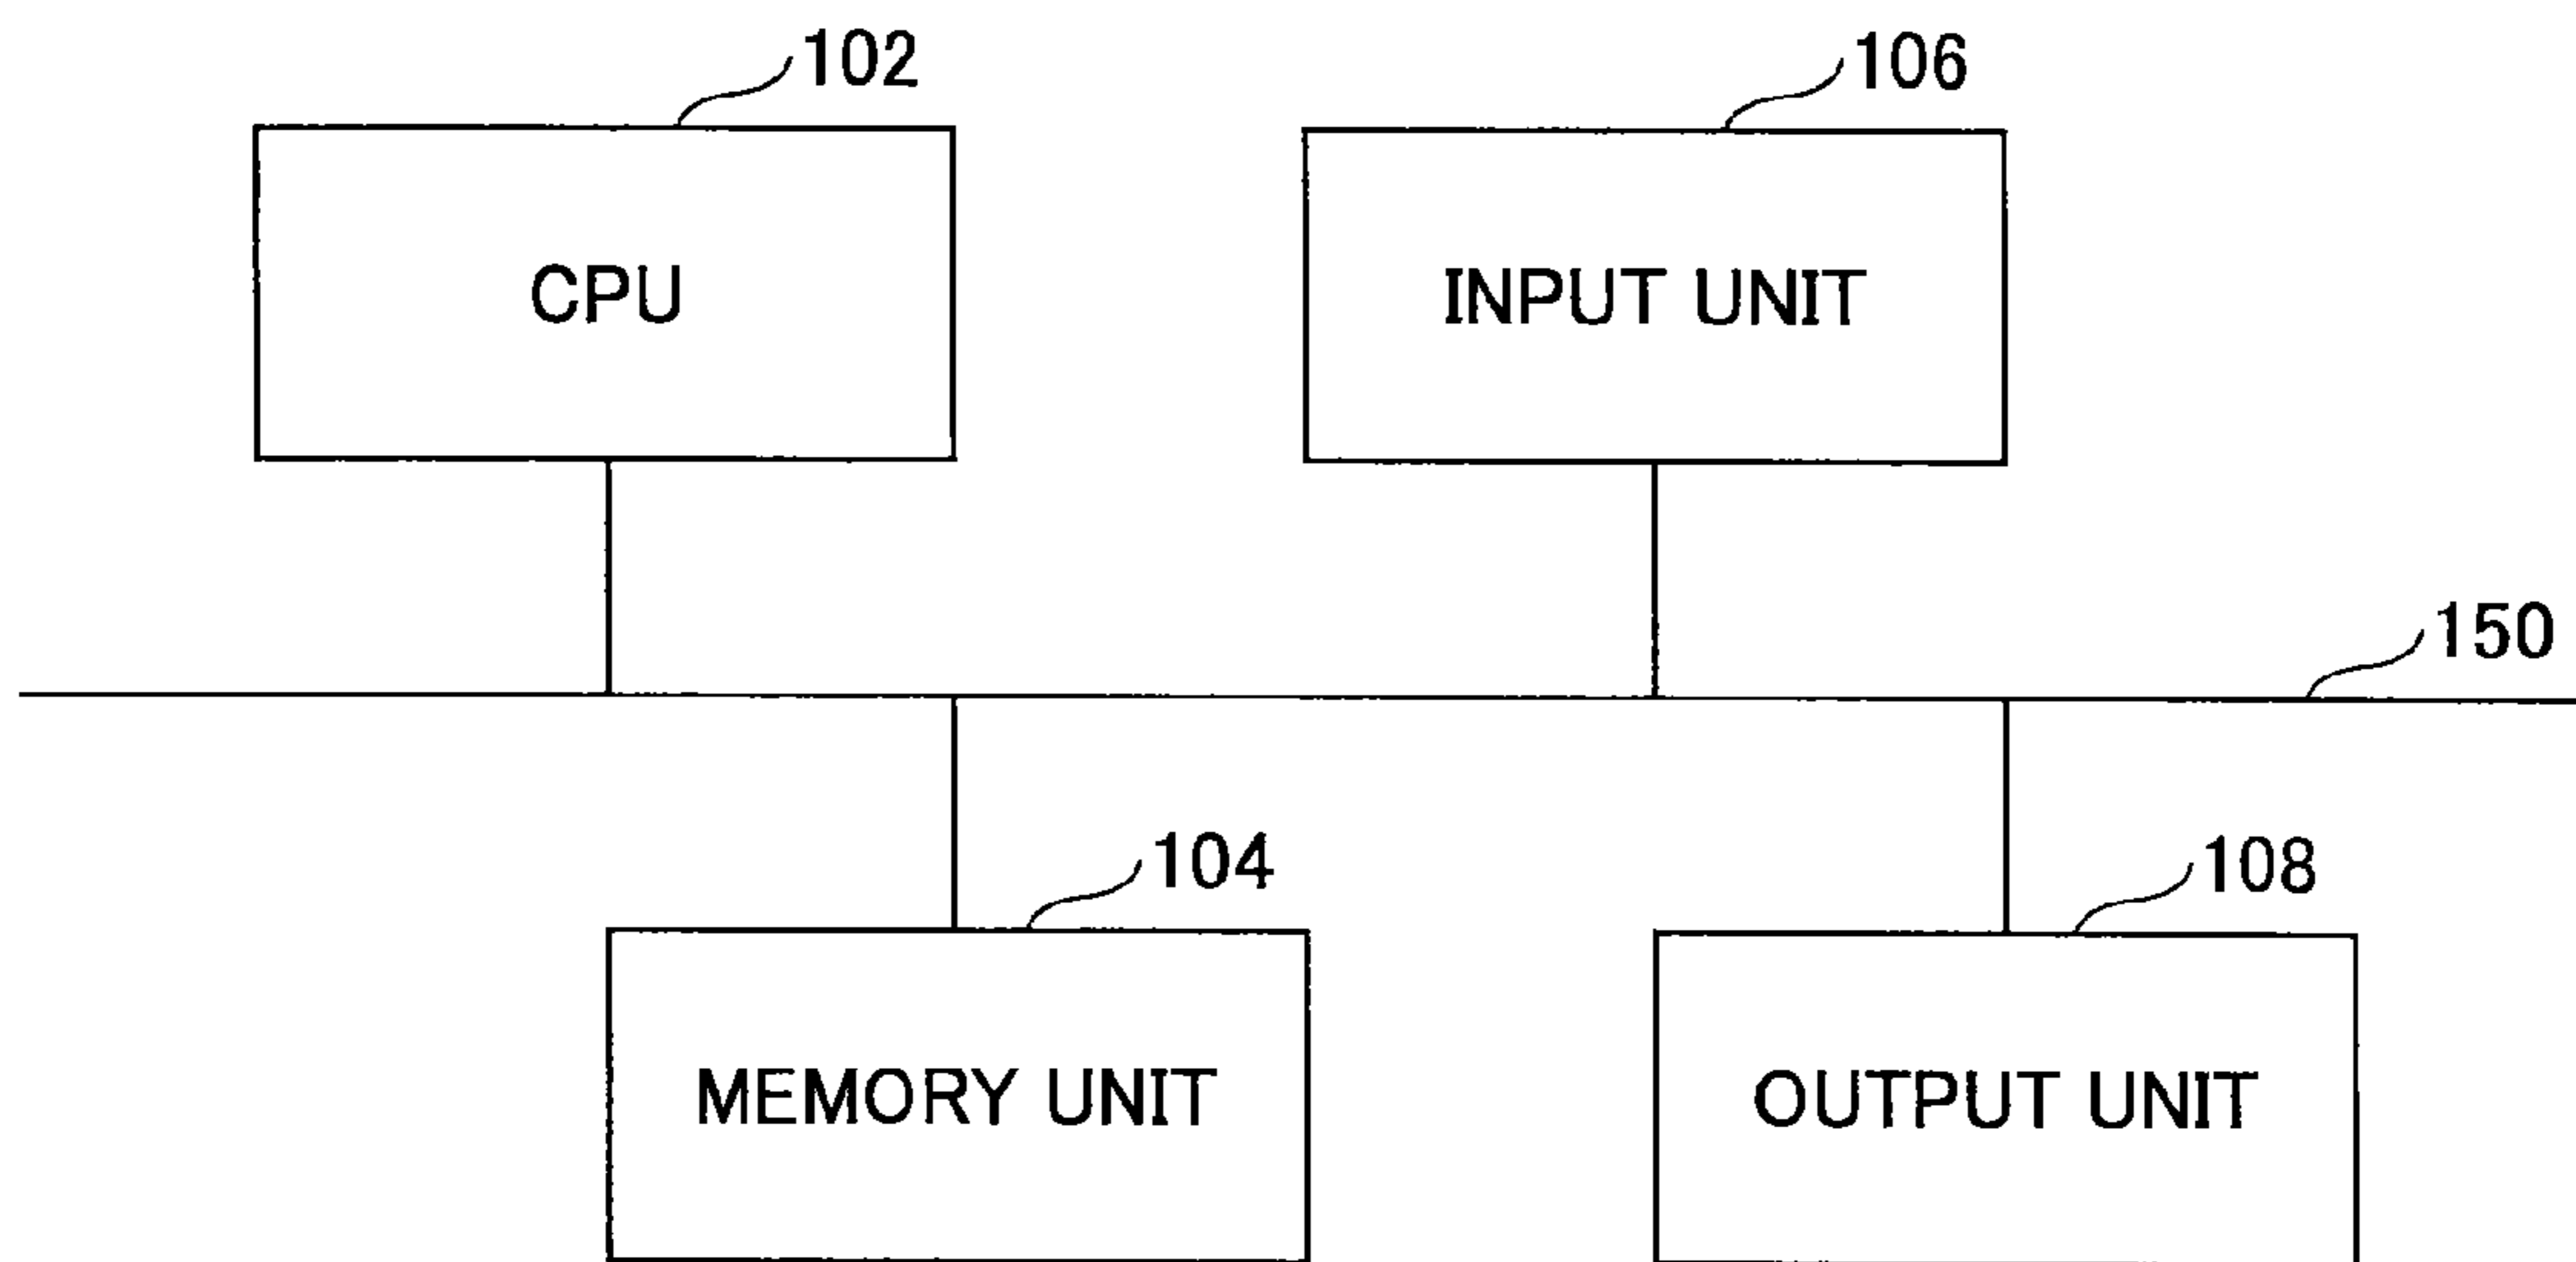 102
106
CPU
INPUT UNIT
150
104
108
MEMORY UNIT
OUTPUT UNIT